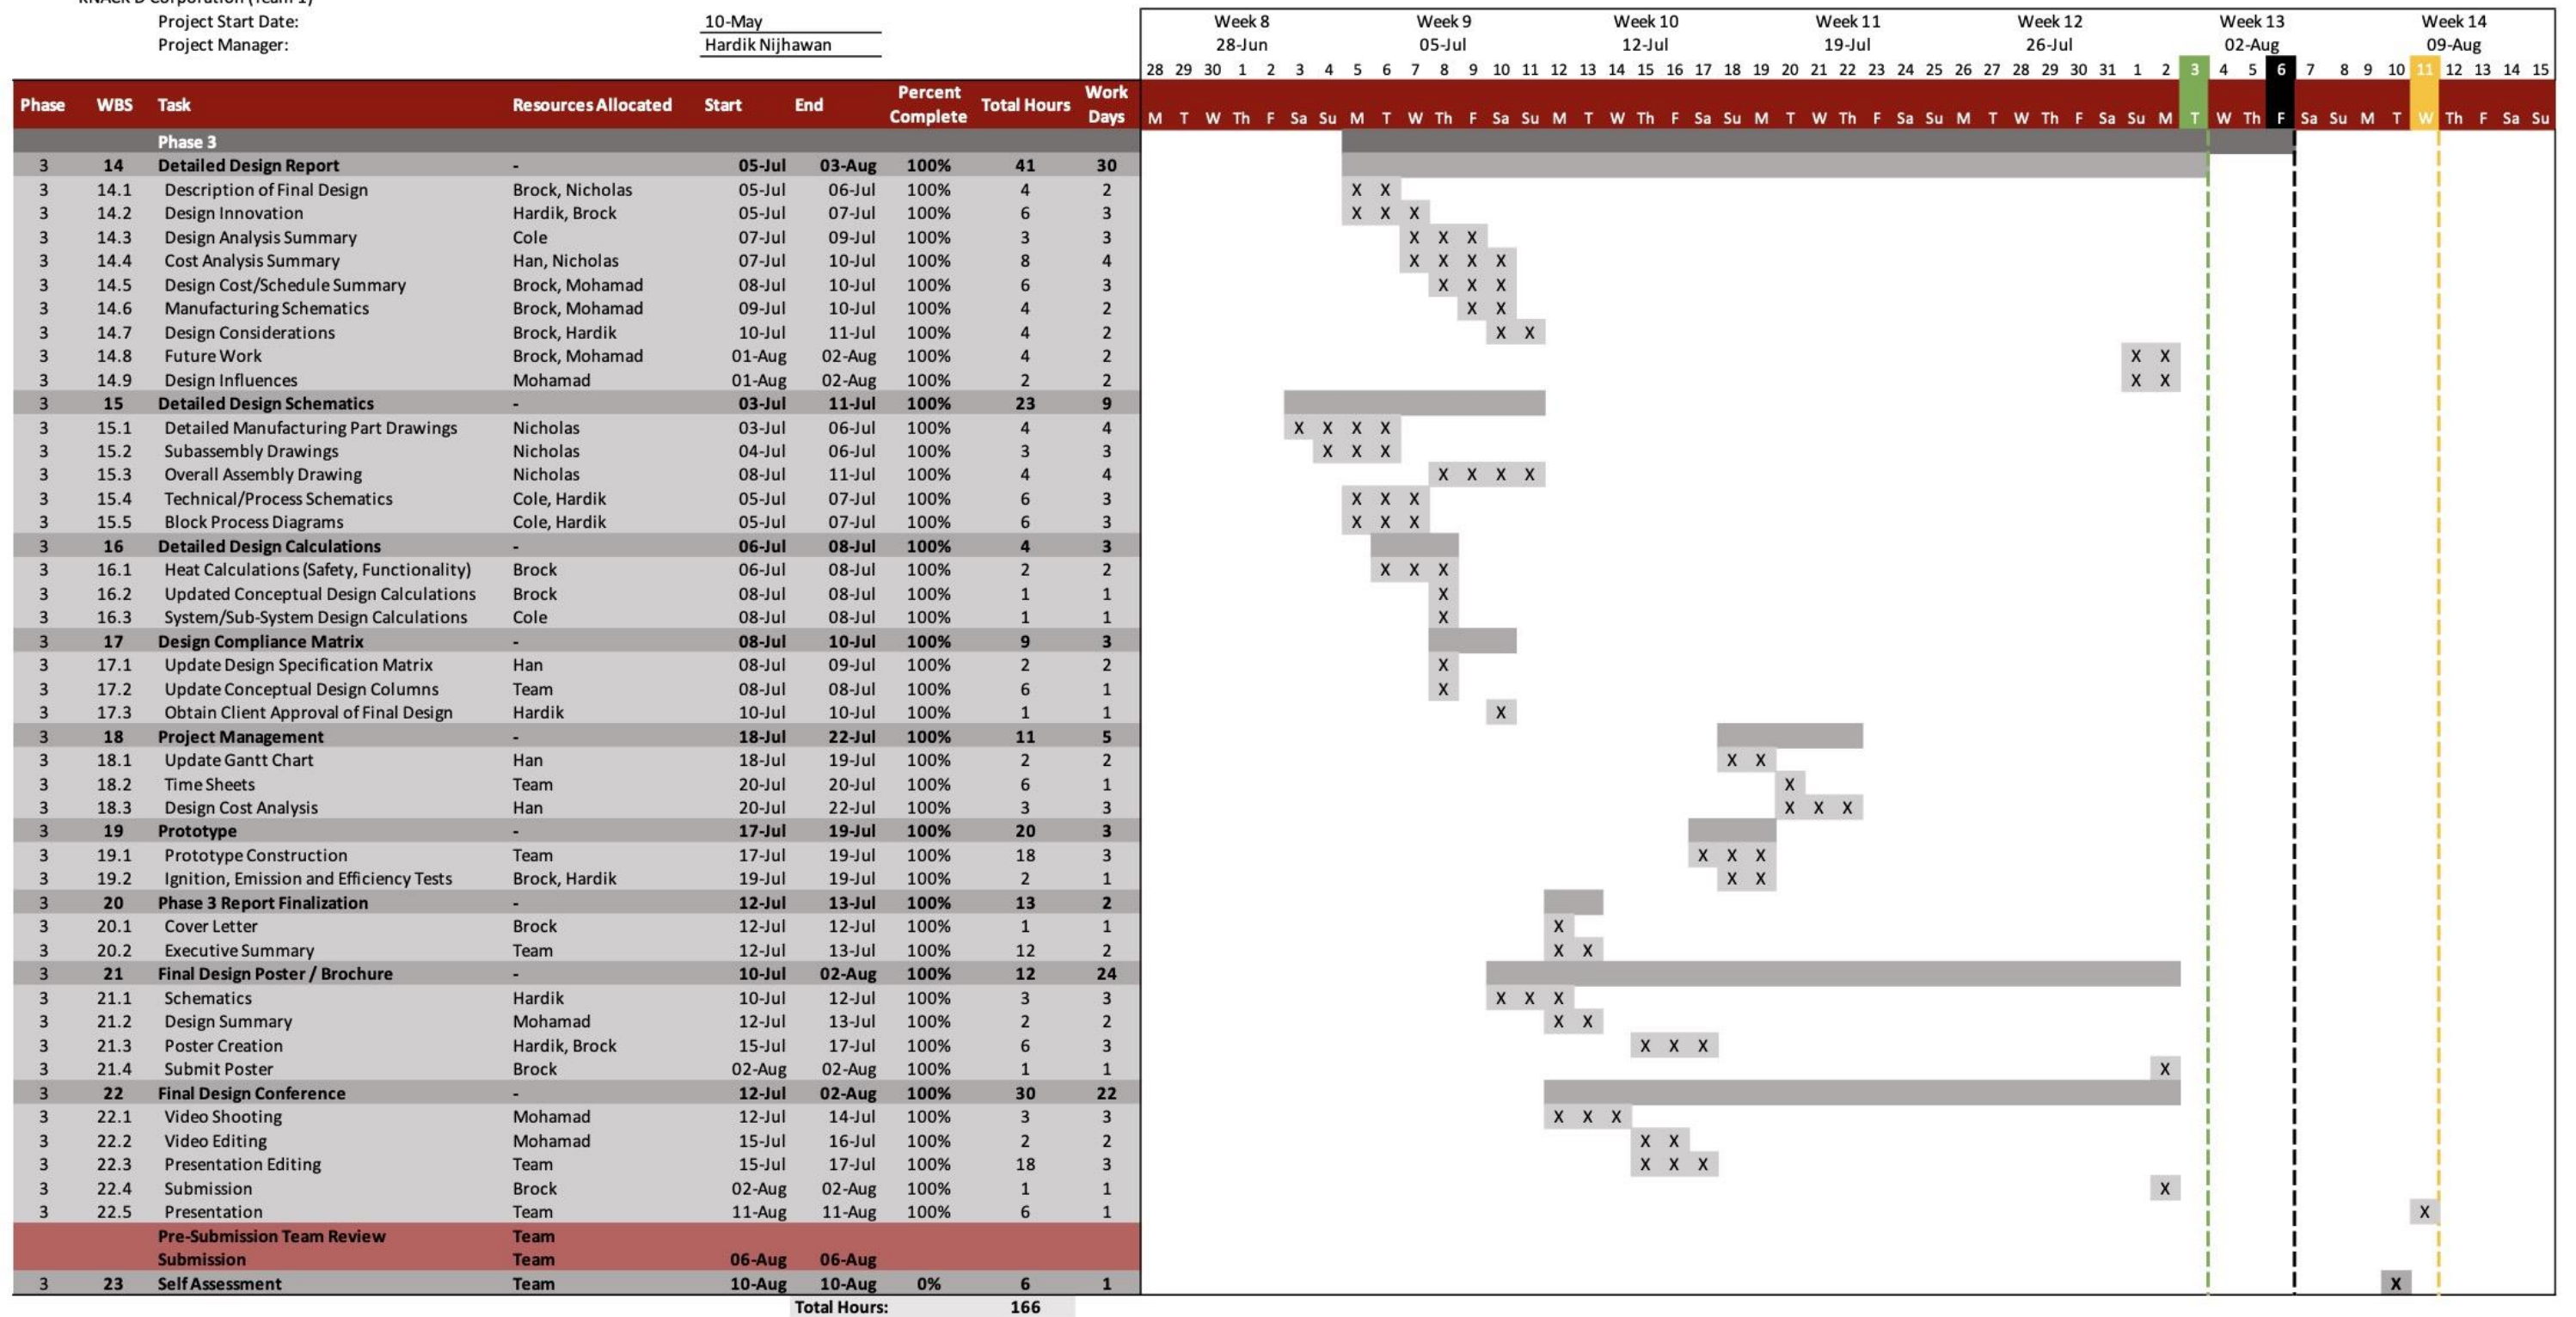 KNACK'D Corporation (Team 1)
Project Start Date: 10-May Week 8 Week 9 Week 10 Week 11 Week 12 Week 13 Week 14
Project Manager: Hardik Nijhawan 28-Jun 05-Jul 12-Jul 19-Jul 26-Jul 02-Aug 09-Aug
28 29 30 1 2 3 4 5 6 7 8 9 10 11 12 13 14 15 16 17 18 19 20 21 22 23 24 25 26 27 28 29 30 31 1 2 3 4 5 6 7 8 9 10 11 12 13 14 15
Phase WBS Task Resources Allocated Start End Percent Complete Total Hours Work Days M T W Th F Sa Su M T W Th F Sa Su M T W Th F Sa Su M T W Th F Sa Su M T W Th F Sa Su M T W Th F Sa Su M T W Th F Sa Su
Phase 3
3 14 Detailed Design Report - 05-Jul 03-Aug 100% 41 30
3 14.1 Description of Final Design Brock, Nicholas 05-Jul 06-Jul 100% 4 2 X X
3 14.2 Design Innovation Hardik, Brock 05-Jul 07-Jul 100% 6 3 X X X
3 14.3 Design Analysis Summary Cole 07-Jul 09-Jul 100% 3 3 X X X
3 14.4 Cost Analysis Summary Han, Nicholas 07-Jul 10-Jul 100% 8 4 X X X X
3 14.5 Design Cost/Schedule Summary Brock, Mohamad 08-Jul 10-Jul 100% 6 3 X X X
3 14.6 Manufacturing Schematics Brock, Mohamad 09-Jul 10-Jul 100% 4 2 X X
3 14.7 Design Considerations Brock, Hardik 10-Jul 11-Jul 100% 4 2 X X
3 14.8 Future Work Brock, Mohamad 01-Aug 02-Aug 100% 4 2 X X
3 14.9 Design Influences Mohamad 01-Aug 02-Aug 100% 2 2 X X
3 15 Detailed Design Schematics - 03-Jul 11-Jul 100% 23 9
3 15.1 Detailed Manufacturing Part Drawings Nicholas 03-Jul 06-Jul 100% 4 4 X X X X
3 15.2 Subassembly Drawings Nicholas 04-Jul 06-Jul 100% 3 3 X X X
3 15.3 Overall Assembly Drawing Nicholas 08-Jul 11-Jul 100% 4 4 X X X X
3 15.4 Technical/Process Schematics Cole, Hardik 05-Jul 07-Jul 100% 6 3 X X X
3 15.5 Block Process Diagrams Cole, Hardik 05-Jul 07-Jul 100% 6 3 X X X
3 16 Detailed Design Calculations - 06-Jul 08-Jul 100% 4 3
3 16.1 Heat Calculations (Safety, Functionality) Brock 06-Jul 08-Jul 100% 2 2 X X X
3 16.2 Updated Conceptual Design Calculations Brock 08-Jul 08-Jul 100% 1 1 X
3 16.3 System/Sub-System Design Calculations Cole 08-Jul 08-Jul 100% 1 1 X
3 17 Design Compliance Matrix - 08-Jul 10-Jul 100% 9 3
3 17.1 Update Design Specification Matrix Han 08-Jul 09-Jul 100% 2 2 X
3 17.2 Update Conceptual Design Columns Team 08-Jul 08-Jul 100% 6 1 X
3 17.3 Obtain Client Approval of Final Design Hardik 10-Jul 10-Jul 100% 1 1 X
3 18 Project Management - 18-Jul 22-Jul 100% 11 5
3 18.1 Update Gantt Chart Han 18-Jul 19-Jul 100% 2 2 X X
3 18.2 Time Sheets Team 20-Jul 20-Jul 100% 6 1 X
3 18.3 Design Cost Analysis Han 20-Jul 22-Jul 100% 3 3 X X X
3 19 Prototype - 17-Jul 19-Jul 100% 20 3
3 19.1 Prototype Construction Team 17-Jul 19-Jul 100% 18 3 X X X
3 19.2 Ignition, Emission and Efficiency Tests Brock, Hardik 19-Jul 19-Jul 100% 2 1 X X
3 20 Phase 3 Report Finalization - 12-Jul 13-Jul 100% 13 2
3 20.1 Cover Letter Brock 12-Jul 12-Jul 100% 1 1 X
3 20.2 Executive Summary Team 12-Jul 13-Jul 100% 12 2 X X
3 21 Final Design Poster / Brochure - 10-Jul 02-Aug 100% 12 24
3 21.1 Schematics Hardik 10-Jul 12-Jul 100% 3 3 X X X
3 21.2 Design Summary Mohamad 12-Jul 13-Jul 100% 2 2 X X
3 21.3 Poster Creation Hardik, Brock 15-Jul 17-Jul 100% 6 3 X X X
3 21.4 Submit Poster Brock 02-Aug 02-Aug 100% 1 1 X
3 22 Final Design Conference - 12-Jul 02-Aug 100% 30 22
3 22.1 Video Shooting Mohamad 12-Jul 14-Jul 100% 3 3 X X X
3 22.2 Video Editing Mohamad 15-Jul 16-Jul 100% 2 2 X X
3 22.3 Presentation Editing Team 15-Jul 17-Jul 100% 18 3 X X X
3 22.4 Submission Brock 02-Aug 02-Aug 100% 1 1 X
3 22.5 Presentation Team 11-Aug 11-Aug 100% 6 1 X
Pre-Submission Team Review Team
Submission Team 06-Aug 06-Aug
3 23 Self Assessment Team 10-Aug 10-Aug 0% 6 1 X
Total Hours: 166